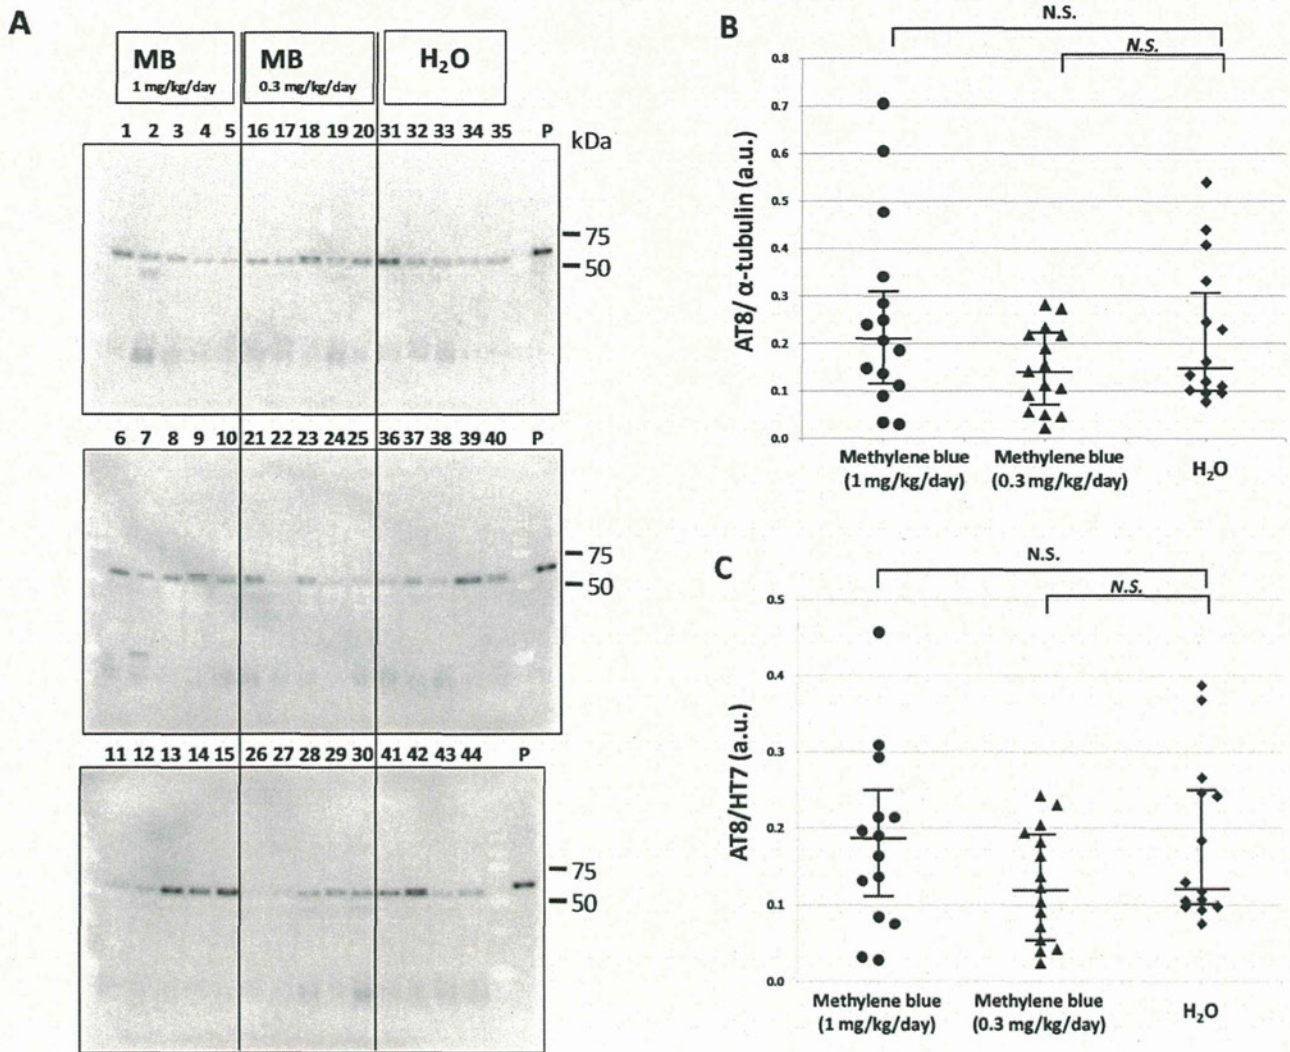 A
MB
1 mg/kg/day
MB
0.3 mg/kg/day
H₂O
1 2 3 4 5 16 17 18 19 20 31 32 33 34 35 P
kDa
75
50
6 7 8 9 10 21 22 23 24 25 36 37 38 39 40 P
75
50
11 12 13 14 15 26 27 28 29 30 41 42 43 44 P
75
50
B
N.S.
N.S.
AT8/ α-tubulin (a.u.)
0.8
0.7
0.6
0.5
0.4
0.3
0.2
0.1
0.0
Methylene blue
(1 mg/kg/day)
Methylene blue
(0.3 mg/kg/day)
H₂O
C
N.S.
N.S.
AT8/HT7 (a.u.)
0.5
0.4
0.3
0.2
0.1
0.0
Methylene blue
(1 mg/kg/day)
Methylene blue
(0.3 mg/kg/day)
H₂O